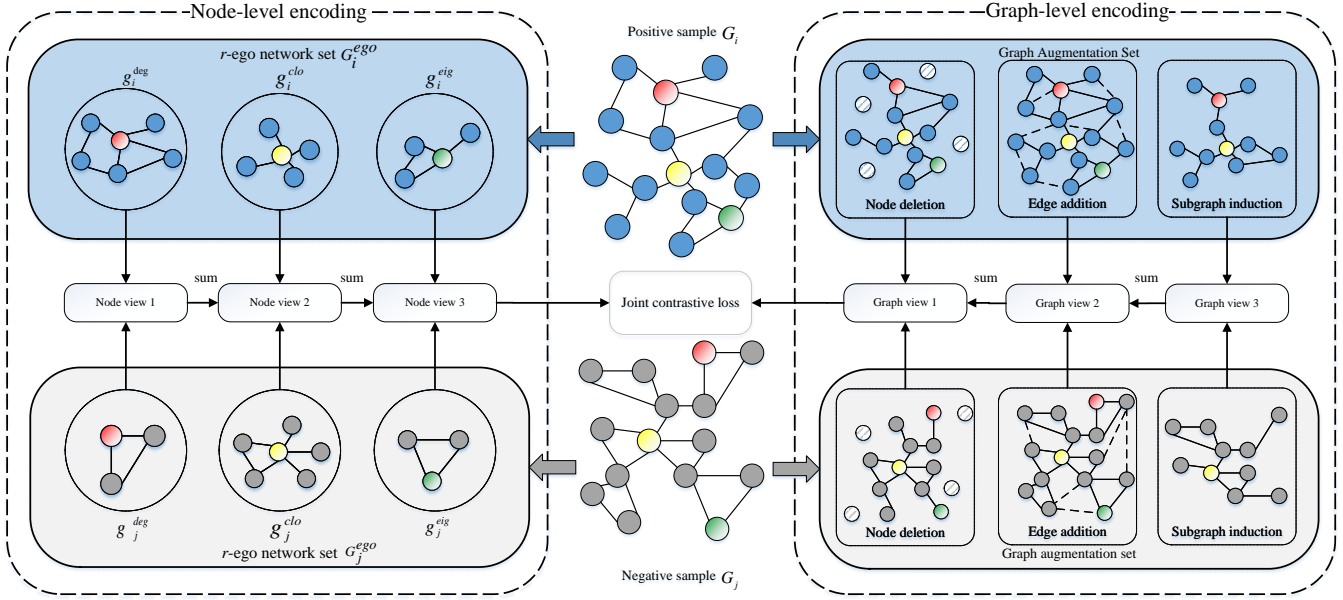 Node-level encoding
r-ego network set G_i^{ego}
g_i^{deg}
g_i^{clo}
g_i^{eig}
Node view 1
sum
Node view 2
sum
Node view 3
g_j^{deg}
g_j^{clo}
g_j^{eig}
r-ego network set G_j^{ego}
Positive sample G_i
Joint contrastive loss
Negative sample G_j
Graph-level encoding
Graph Augmentation Set
Node deletion
Edge addition
Subgraph induction
Graph view 1
sum
Graph view 2
sum
Graph view 3
Node deletion
Edge addition
Subgraph induction
Graph augmentation set